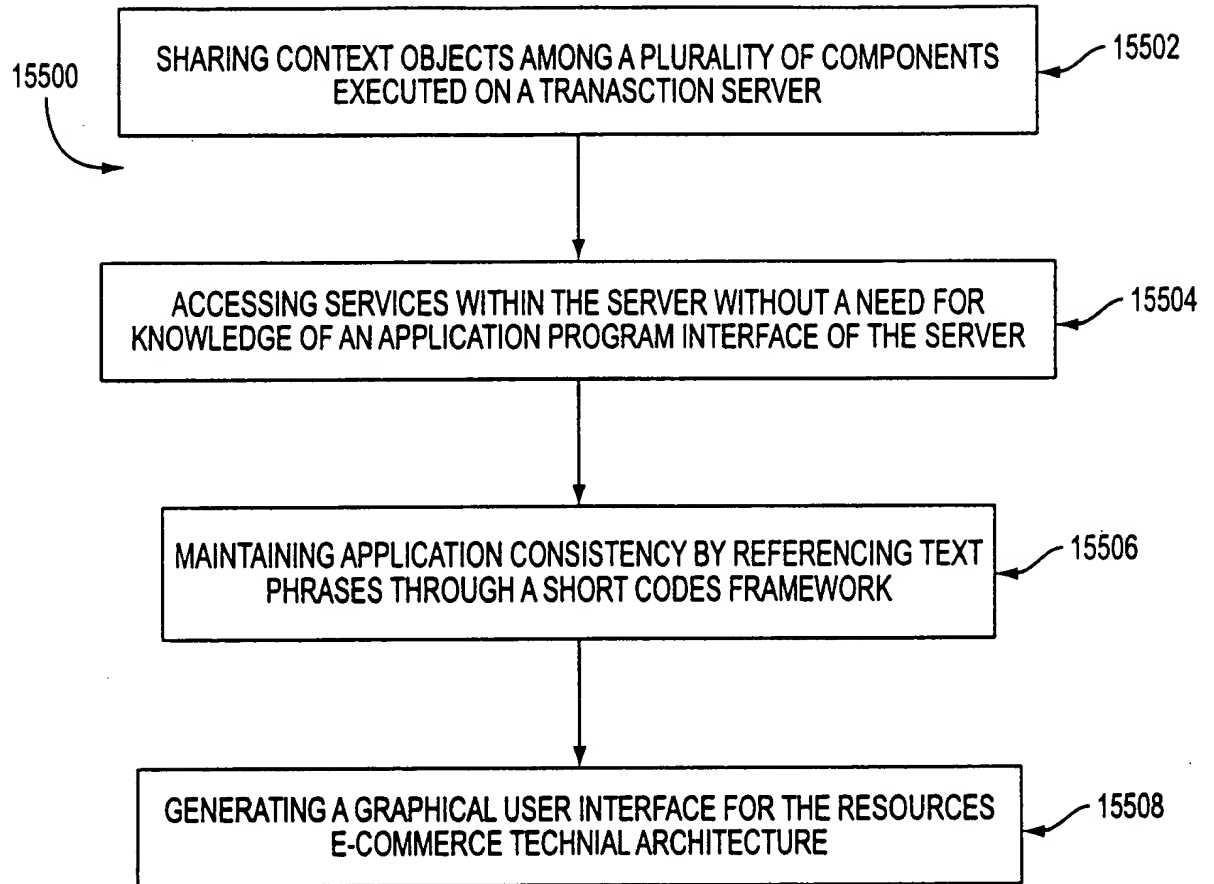 SHARING CONTEXT OBJECTS AMONG A PLURALITY OF COMPONENTS
EXECUTED ON A TRANASCTION SERVER
15502
15500
ACCESSING SERVICES WITHIN THE SERVER WITHOUT A NEED FOR
KNOWLEDGE OF AN APPLICATION PROGRAM INTERFACE OF THE SERVER
15504
MAINTAINING APPLICATION CONSISTENCY BY REFERENCING TEXT
PHRASES THROUGH A SHORT CODES FRAMEWORK
15506
GENERATING A GRAPHICAL USER INTERFACE FOR THE RESOURCES
E-COMMERCE TECHNIAL ARCHITECTURE
15508